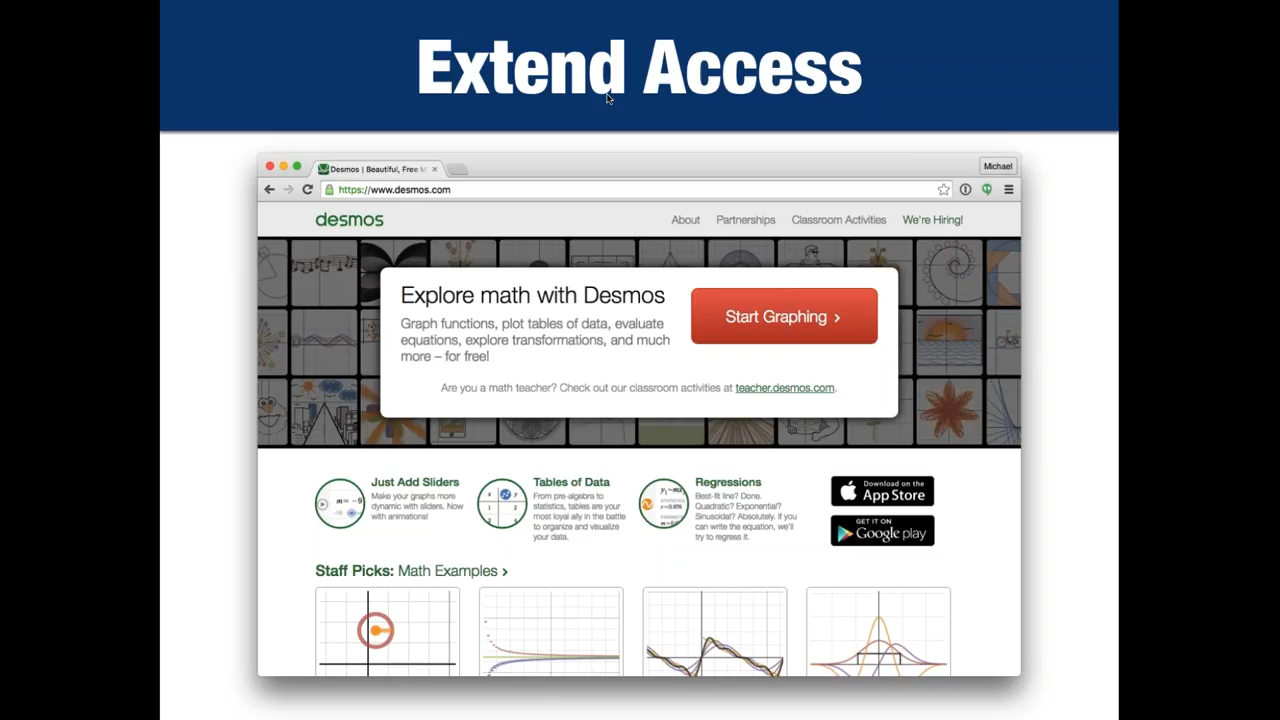 Extend Access
Desmos | Beautiful, Free M
Michael
https://www.desmos.com
desmos
About Partnerships Classroom Activities We're Hiring!
Explore math with Desmos
Graph functions, plot tables of data, evaluate
equations, explore transformations, and much
more – for free!
Start Graphing ›
Are you a math teacher? Check out our classroom activities at teacher.desmos.com.
Just Add Sliders
Make your graphs more
dynamic with sliders. Now
with animations!
Tables of Data
From pre-algebra to
statistics, tables are your
most loyal ally in the battle
to organize and visualize
your data.
Regressions
Best-fit line? Done.
Quadratic? Exponential?
Sinusoidal? Absolutely. If you
can write the equation, we'll
try to regress it.
Download on the
App Store
GET IT ON
Google play
Staff Picks: Math Examples ›